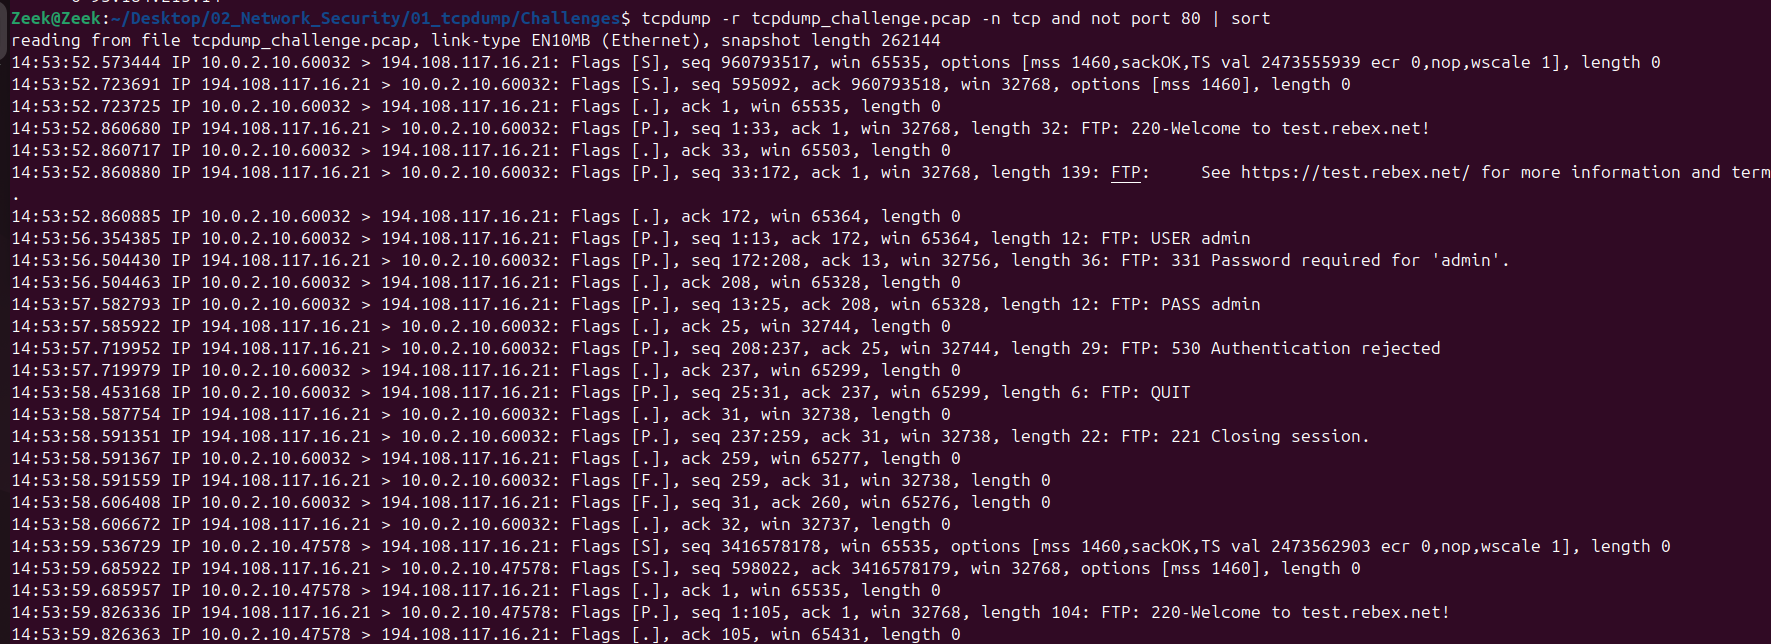 Zeek@Zeek:~/Desktop/02_Network_Security/01_tcpdump/Challenges$ tcpdump -r tcpdump_challenge.pcap -n tcp and not port 80 | sort
reading from file tcpdump_challenge.pcap, link-type EN10MB (Ethernet), snapshot length 262144
14:53:52.573444 IP 10.0.2.10.60032 > 194.108.117.16.21: Flags [S], seq 960793517, win 65535, options [mss 1460,sackOK,TS val 2473555939 ecr 0,nop,wscale 1], length 0
14:53:52.723691 IP 194.108.117.16.21 > 10.0.2.10.60032: Flags [S.], seq 595092, ack 960793518, win 32768, options [mss 1460], length 0
14:53:52.723725 IP 10.0.2.10.60032 > 194.108.117.16.21: Flags [.], ack 1, win 65535, length 0
14:53:52.860680 IP 194.108.117.16.21 > 10.0.2.10.60032: Flags [P.], seq 1:33, ack 1, win 32768, length 32: FTP: 220-Welcome to test.rebex.net!
14:53:52.860717 IP 10.0.2.10.60032 > 194.108.117.16.21: Flags [.], ack 33, win 65503, length 0
14:53:52.860880 IP 194.108.117.16.21 > 10.0.2.10.60032: Flags [P.], seq 33:172, ack 1, win 32768, length 139: FTP:     See https://test.rebex.net/ for more information and term
.
14:53:52.860885 IP 10.0.2.10.60032 > 194.108.117.16.21: Flags [.], ack 172, win 65364, length 0
14:53:56.354385 IP 10.0.2.10.60032 > 194.108.117.16.21: Flags [P.], seq 1:13, ack 172, win 65364, length 12: FTP: USER admin
14:53:56.504430 IP 194.108.117.16.21 > 10.0.2.10.60032: Flags [P.], seq 172:208, ack 13, win 32756, length 36: FTP: 331 Password required for 'admin'.
14:53:56.504463 IP 10.0.2.10.60032 > 194.108.117.16.21: Flags [.], ack 208, win 65328, length 0
14:53:57.582793 IP 10.0.2.10.60032 > 194.108.117.16.21: Flags [P.], seq 13:25, ack 208, win 65328, length 12: FTP: PASS admin
14:53:57.585922 IP 194.108.117.16.21 > 10.0.2.10.60032: Flags [.], ack 25, win 32744, length 0
14:53:57.719952 IP 194.108.117.16.21 > 10.0.2.10.60032: Flags [P.], seq 208:237, ack 25, win 32744, length 29: FTP: 530 Authentication rejected
14:53:57.719979 IP 10.0.2.10.60032 > 194.108.117.16.21: Flags [.], ack 237, win 65299, length 0
14:53:58.453168 IP 10.0.2.10.60032 > 194.108.117.16.21: Flags [P.], seq 25:31, ack 237, win 65299, length 6: FTP: QUIT
14:53:58.587754 IP 194.108.117.16.21 > 10.0.2.10.60032: Flags [.], ack 31, win 32738, length 0
14:53:58.591351 IP 194.108.117.16.21 > 10.0.2.10.60032: Flags [P.], seq 237:259, ack 31, win 32738, length 22: FTP: 221 Closing session.
14:53:58.591367 IP 10.0.2.10.60032 > 194.108.117.16.21: Flags [.], ack 259, win 65277, length 0
14:53:58.591559 IP 194.108.117.16.21 > 10.0.2.10.60032: Flags [F.], seq 259, ack 31, win 32738, length 0
14:53:58.606408 IP 10.0.2.10.60032 > 194.108.117.16.21: Flags [F.], seq 31, ack 260, win 65276, length 0
14:53:58.606672 IP 194.108.117.16.21 > 10.0.2.10.60032: Flags [.], ack 32, win 32737, length 0
14:53:59.536729 IP 10.0.2.10.47578 > 194.108.117.16.21: Flags [S], seq 3416578178, win 65535, options [mss 1460,sackOK,TS val 2473562903 ecr 0,nop,wscale 1], length 0
14:53:59.685922 IP 194.108.117.16.21 > 10.0.2.10.47578: Flags [S.], seq 598022, ack 3416578179, win 32768, options [mss 1460], length 0
14:53:59.685957 IP 10.0.2.10.47578 > 194.108.117.16.21: Flags [.], ack 1, win 65535, length 0
14:53:59.826336 IP 194.108.117.16.21 > 10.0.2.10.47578: Flags [P.], seq 1:105, ack 1, win 32768, length 104: FTP: 220-Welcome to test.rebex.net!
14:53:59.826363 IP 10.0.2.10.47578 > 194.108.117.16.21: Flags [.], ack 105, win 65431, length 0